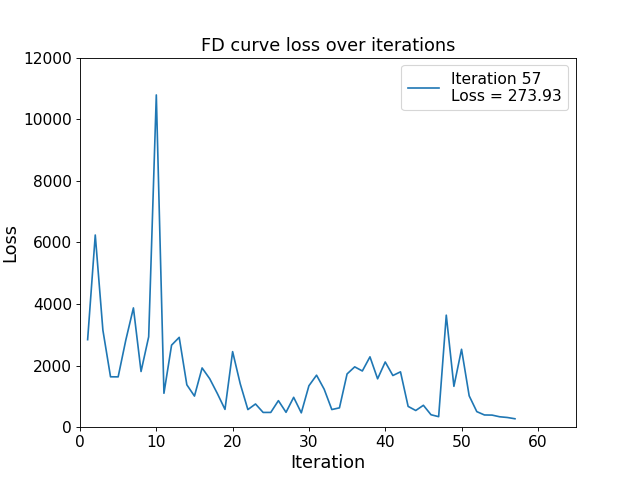 FD curve loss over iterations
12000
10000
8000
6000
4000
2000
0
Loss
Iteration 57
Loss = 273.93
0 10 20 30 40 50 60
Iteration